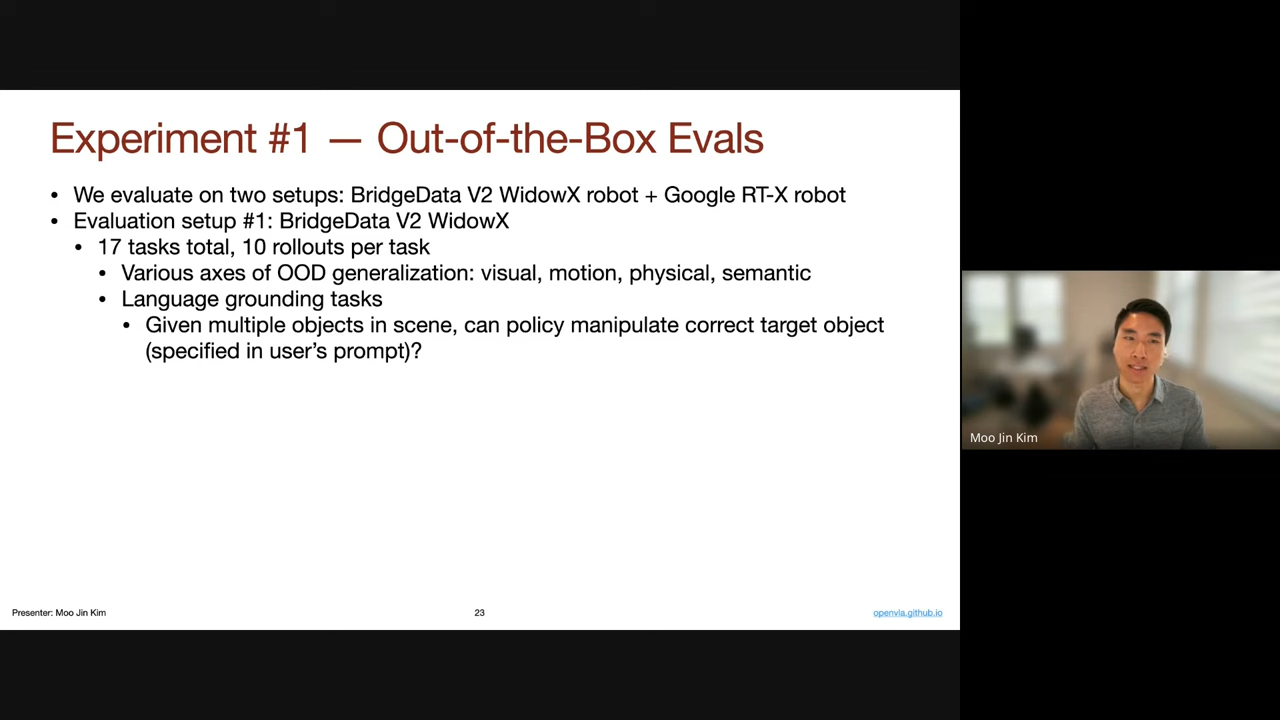 Experiment #1 — Out-of-the-Box Evals
• We evaluate on two setups: BridgeData V2 WidowX robot + Google RT-X robot
• Evaluation setup #1: BridgeData V2 WidowX
• 17 tasks total, 10 rollouts per task
• Various axes of OOD generalization: visual, motion, physical, semantic
• Language grounding tasks
• Given multiple objects in scene, can policy manipulate correct target object
(specified in user’s prompt)?
Moo Jin Kim
Presenter: Moo Jin Kim
23
openvla.github.io